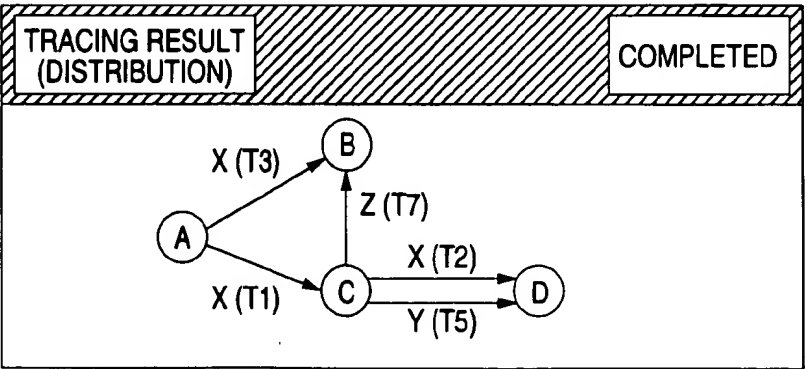 TRACING RESULT
(DISTRIBUTION)
COMPLETED
B
X (T3)
Z (T7)
A
X (T2)
X (T1)
C
D
Y (T5)